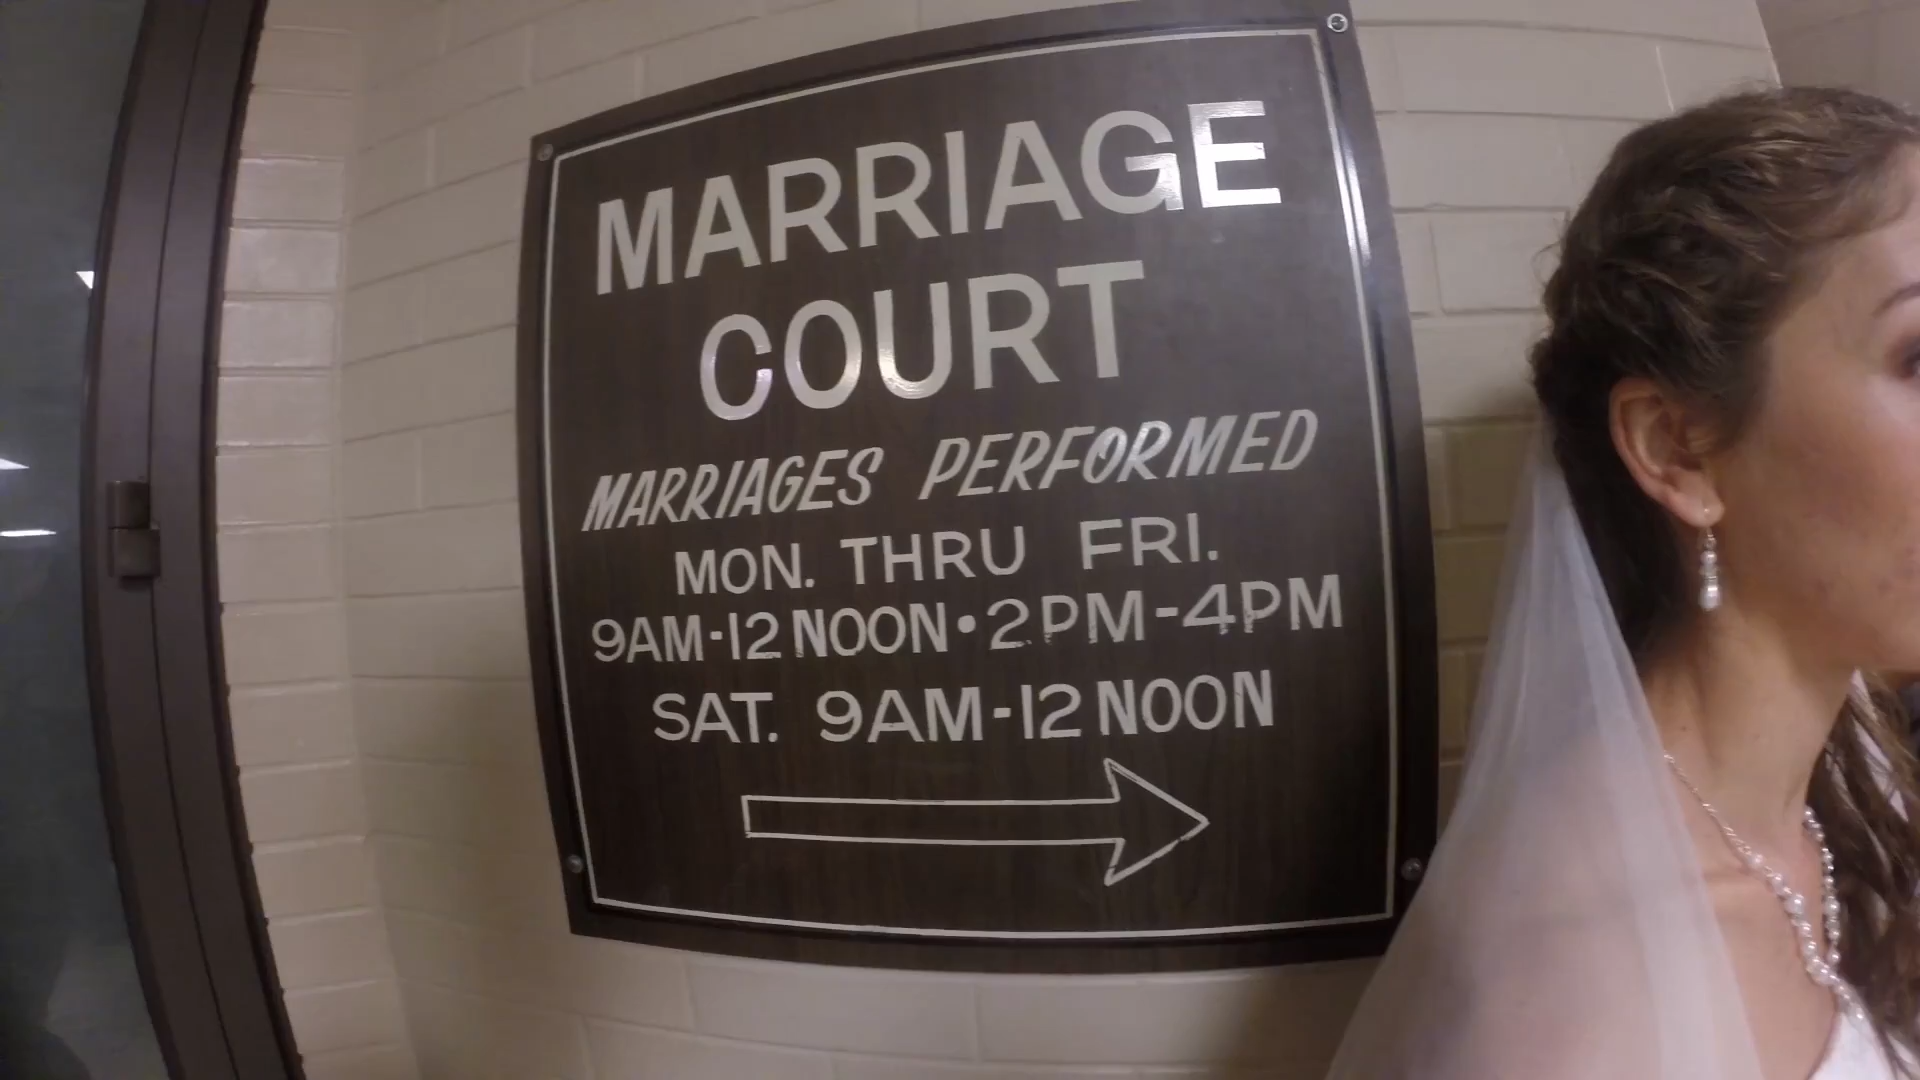 MARRIAGE
COURT
MARRIAGES PERFORMED
MON. THRU FRI.
9AM-12 NOON • 2PM-4PM
SAT. 9AM-12 NOON